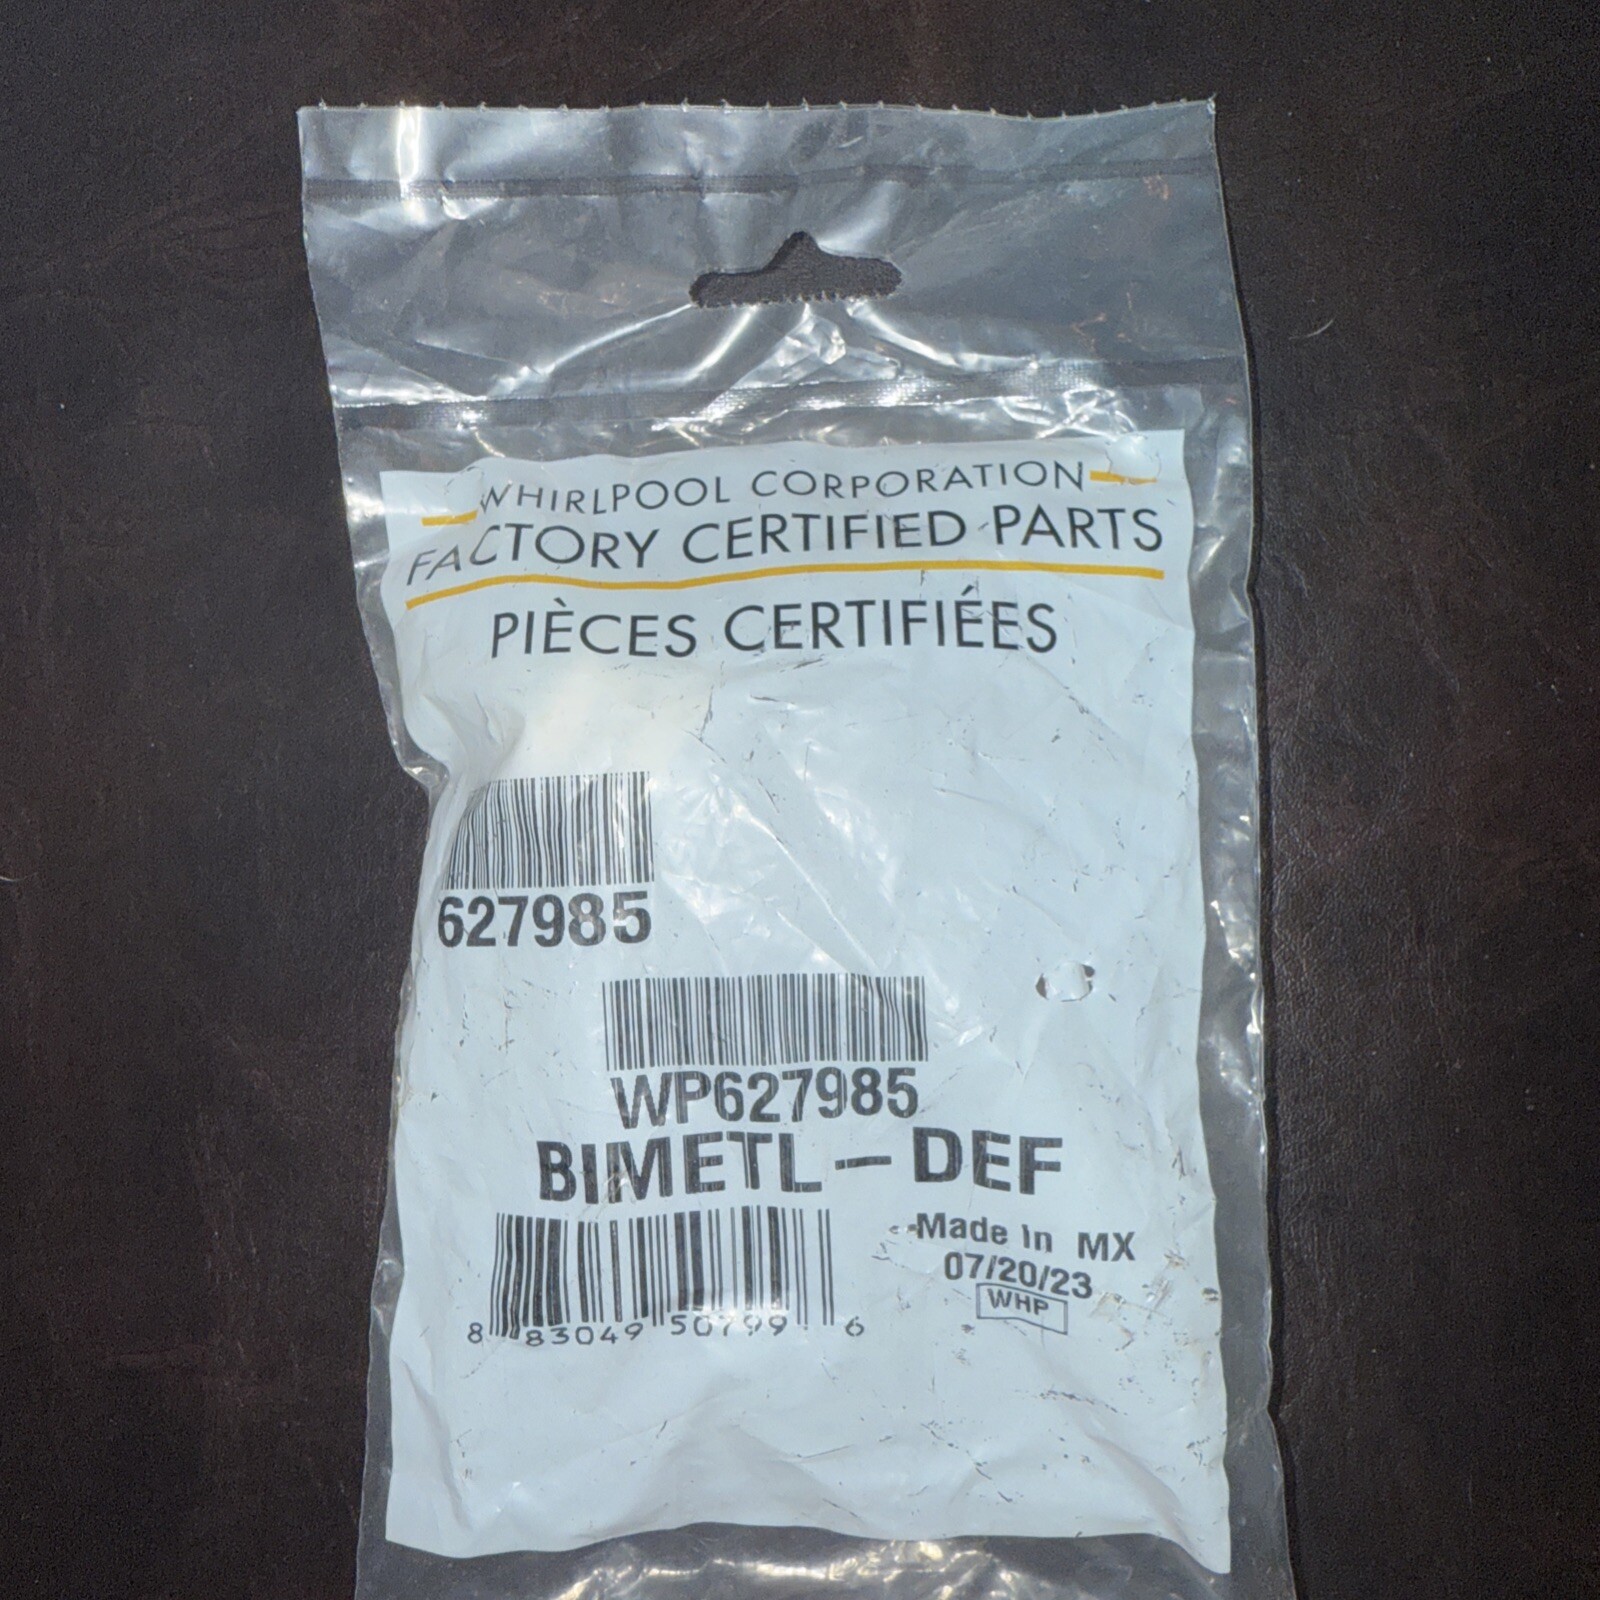 WHIRLPOOL CORPORATION
FACTORY CERTIFIED PARTS
PIÈCES CERTIFIÉES
627985
WP627985
BIMETL-DEF
Made In MX
07/20/23
WHP
8 83049 50799 6